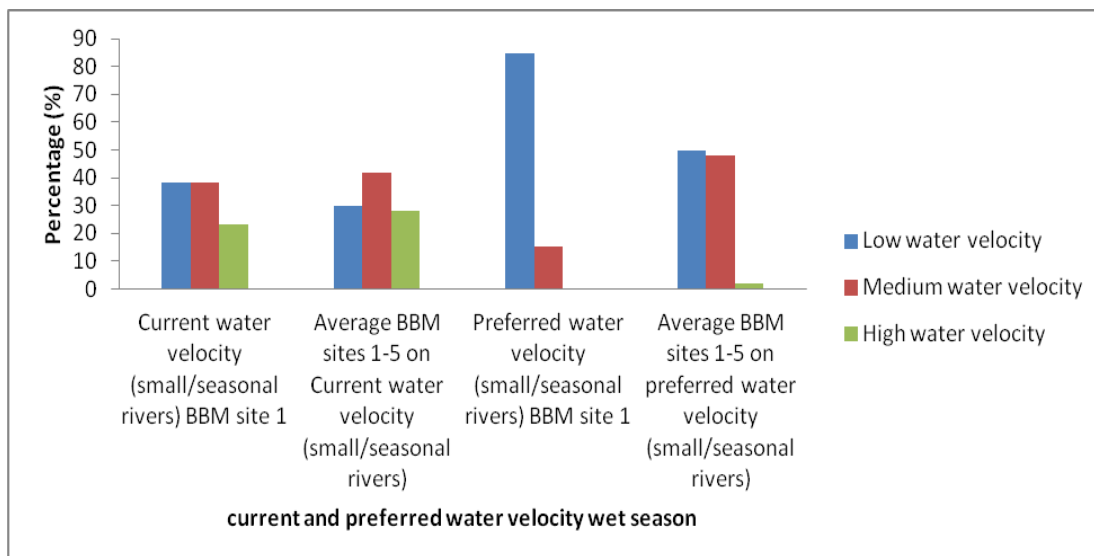 90
80
70
60
50
40
30
20
10
0
Percentage (%)
Current water
velocity
(small/seasonal
rivers) BBM site 1
Average BBM
sites 1-5 on
Current water
velocity
(small/seasonal
rivers)
Preferred water
velocity
(small/seasonal
rivers) BBM site 1
Average BBM
sites 1-5 on
preferred water
velocity
(small/seasonal
rivers)
current and preferred water velocity wet season
Low water velocity
Medium water velocity
High water velocity